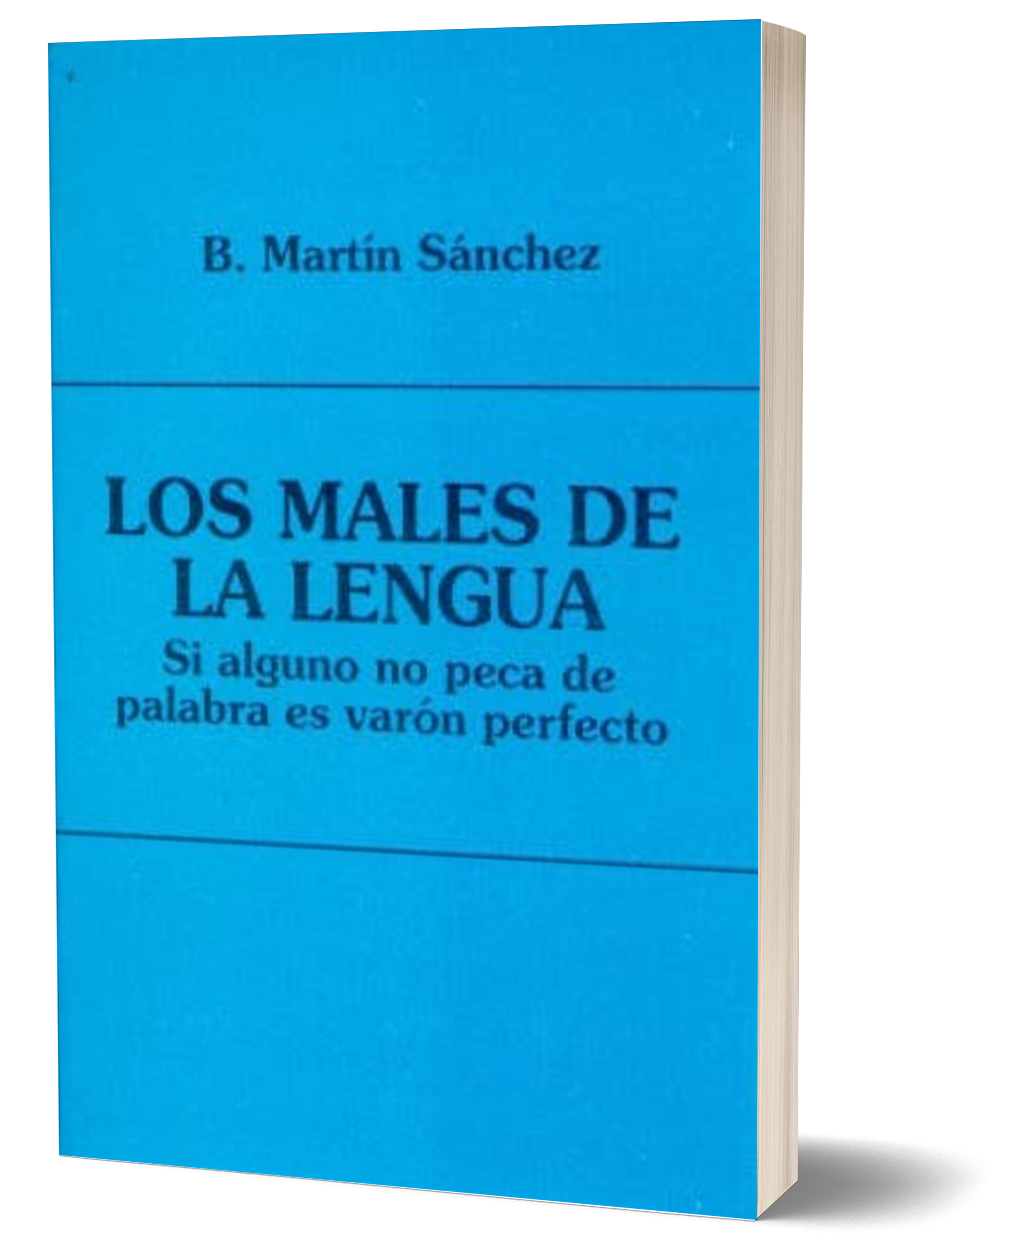 B. Martín Sánchez
LOS MALES DE
LA LENGUA
Si alguno no peca de
palabra es varón perfecto